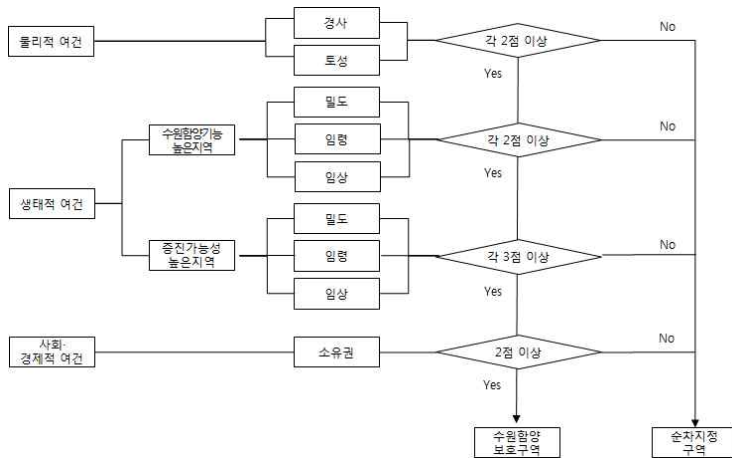 물리적 여건
경사
토성
각 2점 이상
No
Yes
생태적 여건
수원함양기능
높은지역
밀도
임령
임상
각 2점 이상
No
Yes
증진가능성
높은지역
밀도
임령
임상
각 3점 이상
No
Yes
사회·
경제적 여건
소유권
2점 이상
No
Yes
수원함양
보호구역
순차지정
구역